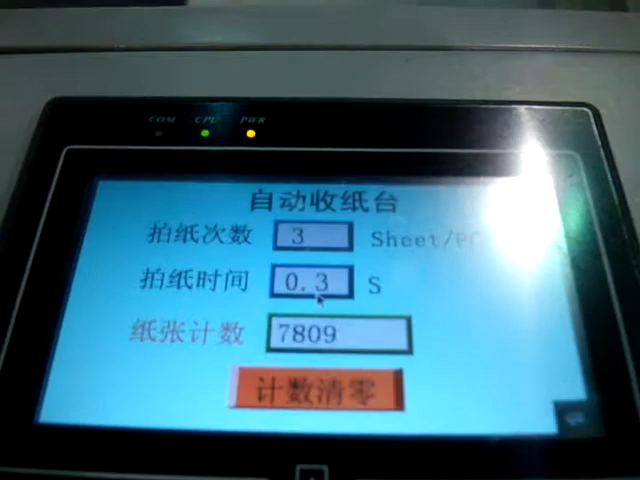 COM CPU PWR
自动收纸台
拍纸次数 3 Sheet/PC
拍纸时间 0.3 S
纸张计数 7809
计数清零